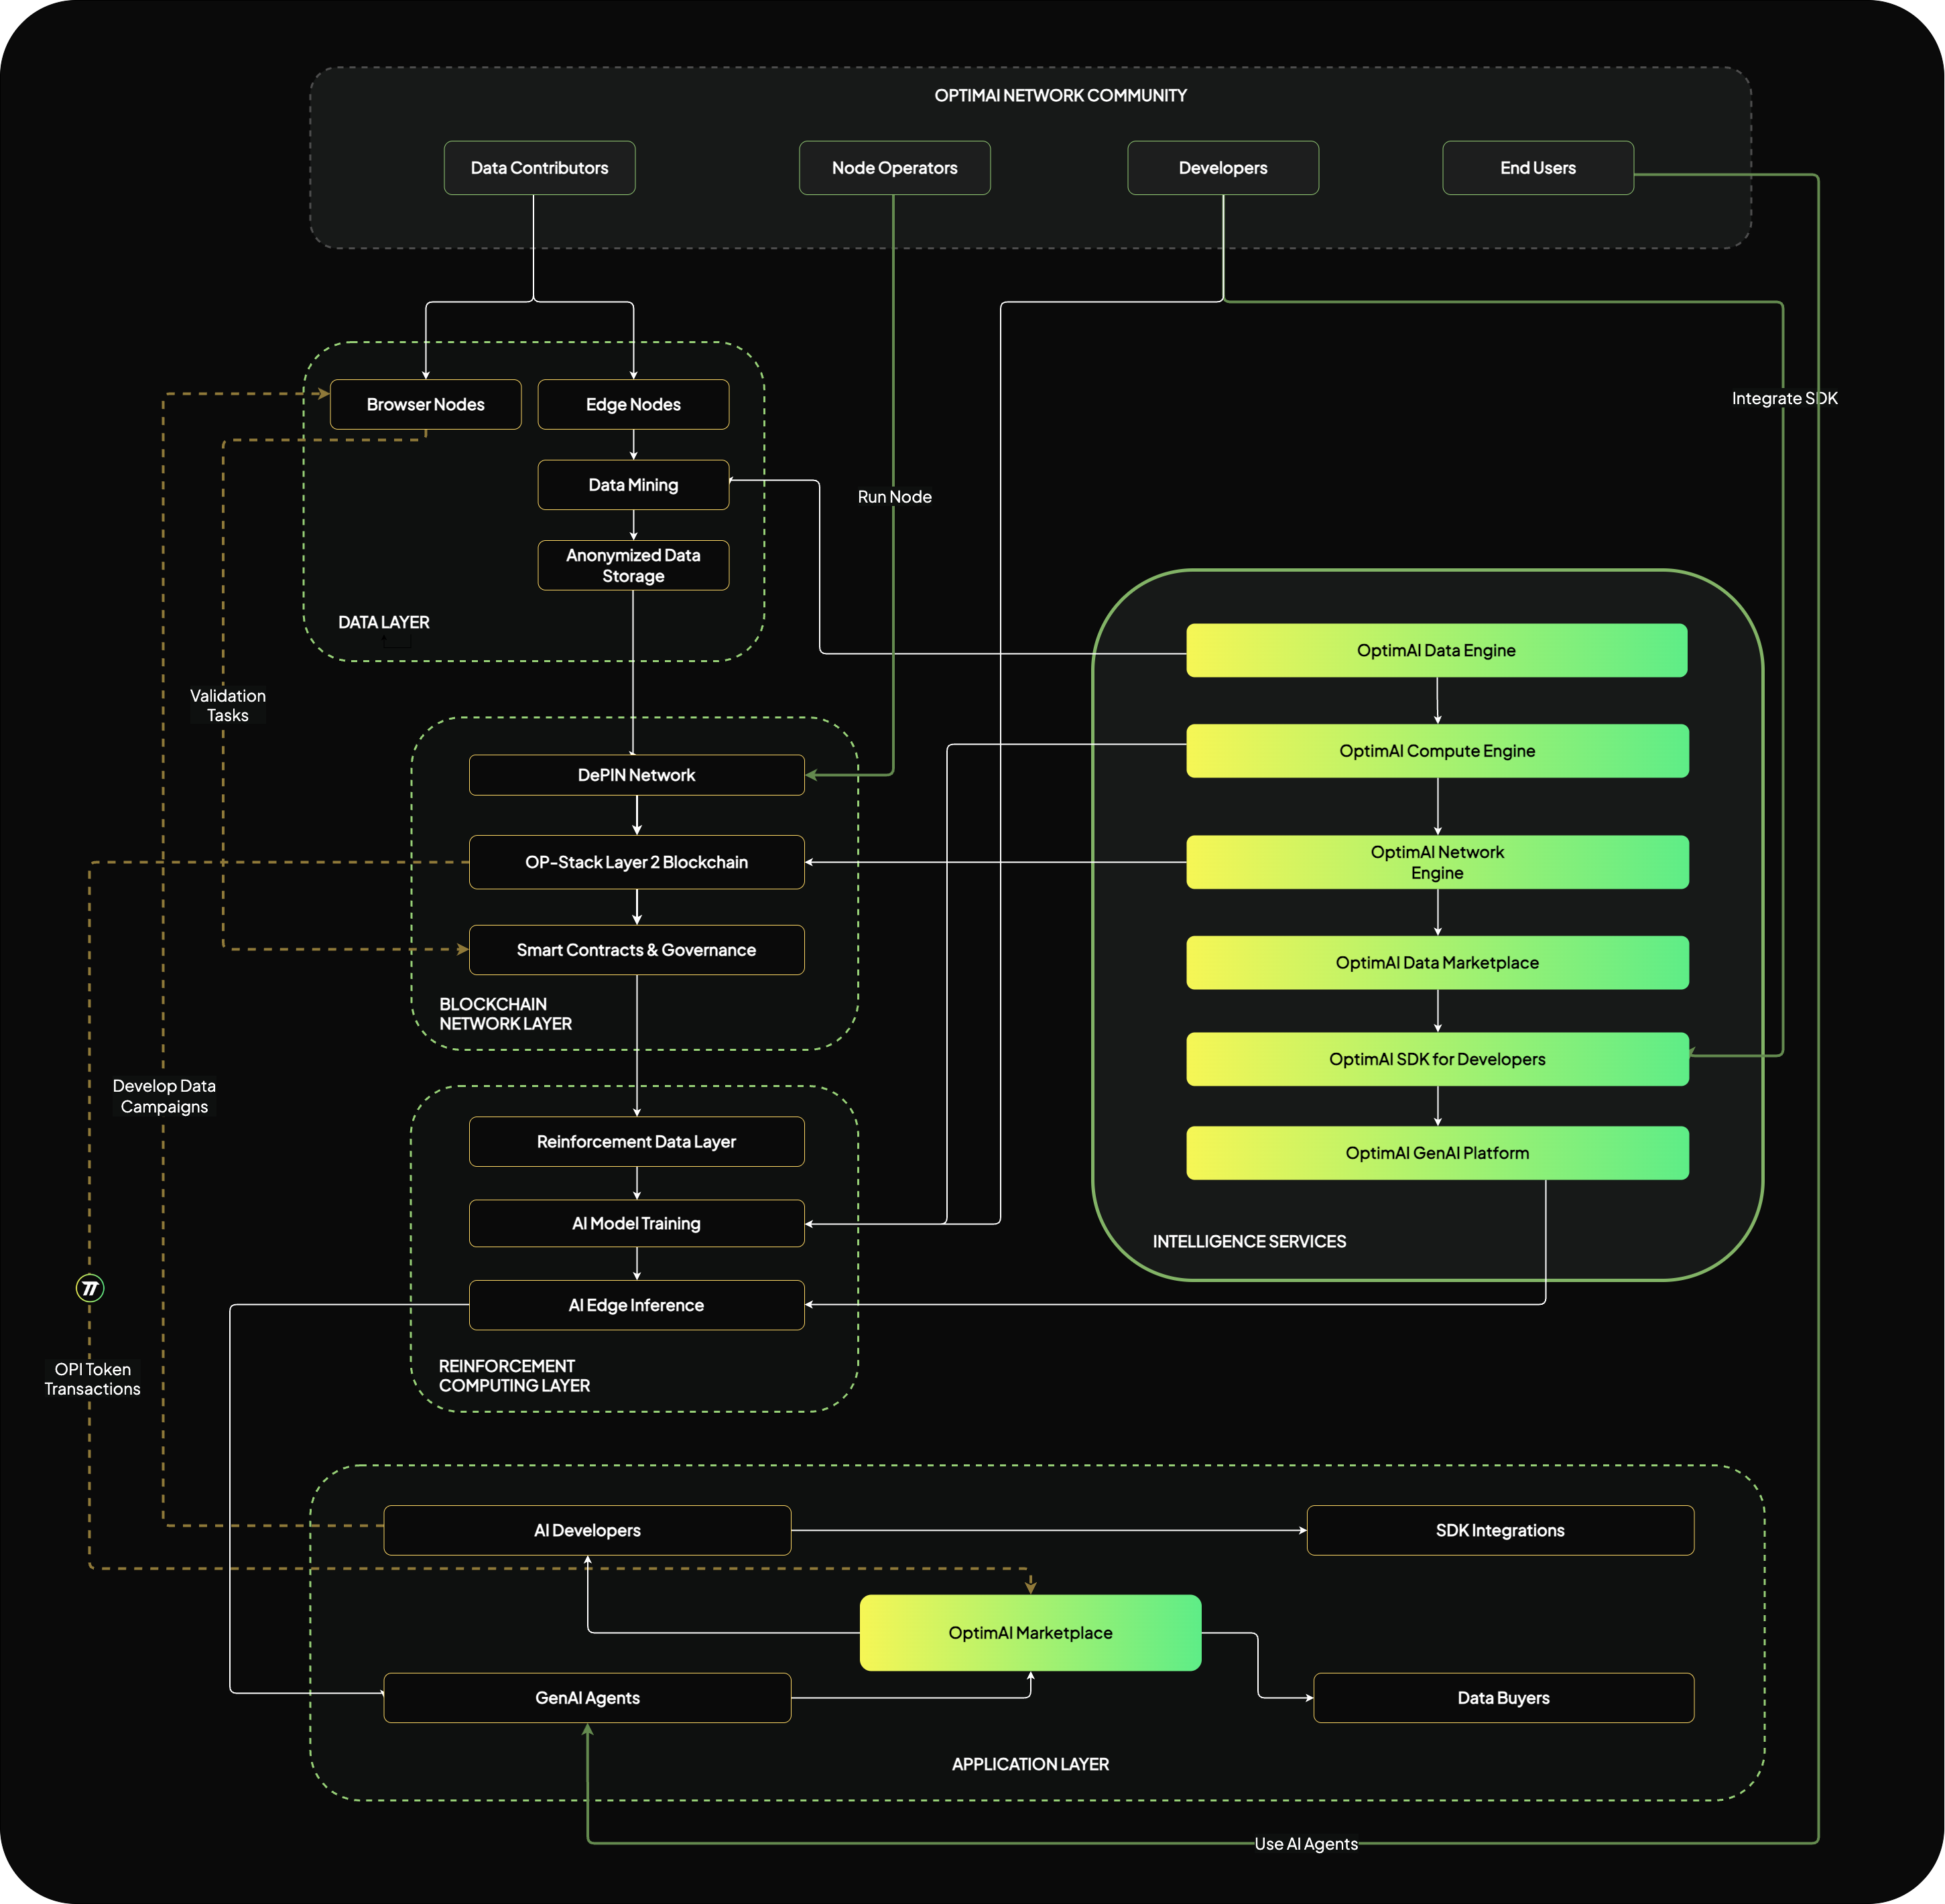 OPTIMAI NETWORK COMMUNITY
Data Contributors
Node Operators
Developers
End Users
Browser Nodes
Edge Nodes
Integrate SDK
Data Mining
Run Node
Anonymized Data
Storage
DATA LAYER
OptimAI Data Engine
Validation
Tasks
OptimAI Compute Engine
DePIN Network
OP-Stack Layer 2 Blockchain
OptimAI Network
Engine
Smart Contracts & Governance
OptimAI Data Marketplace
BLOCKCHAIN
NETWORK LAYER
OptimAI SDK for Developers
Develop Data
Campaigns
Reinforcement Data Layer
OptimAI GenAI Platform
AI Model Training
INTELLIGENCE SERVICES
AI Edge Inference
OPI Token
Transactions
REINFORCEMENT
COMPUTING LAYER
AI Developers
SDK Integrations
OptimAI Marketplace
GenAI Agents
Data Buyers
APPLICATION LAYER
Use AI Agents